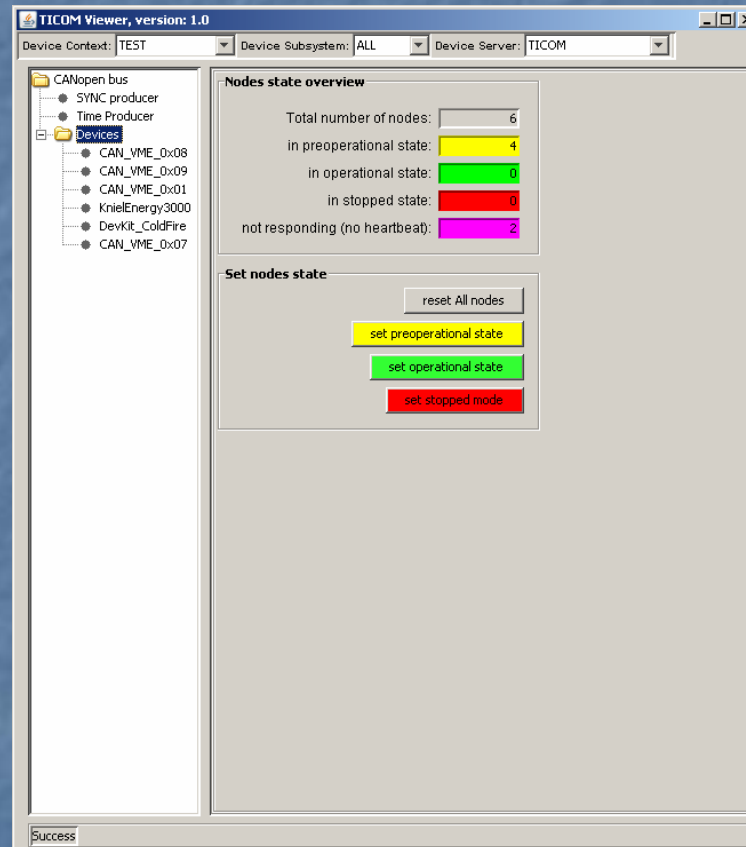 TICOM Viewer, version: 1.0
Device Context: TEST Device Subsystem: ALL Device Server: TICOM
CANopen bus
SYNC producer
Time Producer
Devices
CAN_VME_0x08
CAN_VME_0x09
CAN_VME_0x01
KnielEnergy3000
DevKit_ColdFire
CAN_VME_0x07
Nodes state overview
Total number of nodes: 6
in preoperational state: 4
in operational state: 0
in stopped state: 0
not responding (no heartbeat): 2
Set nodes state
reset All nodes
set preoperational state
set operational state
set stopped mode
Success